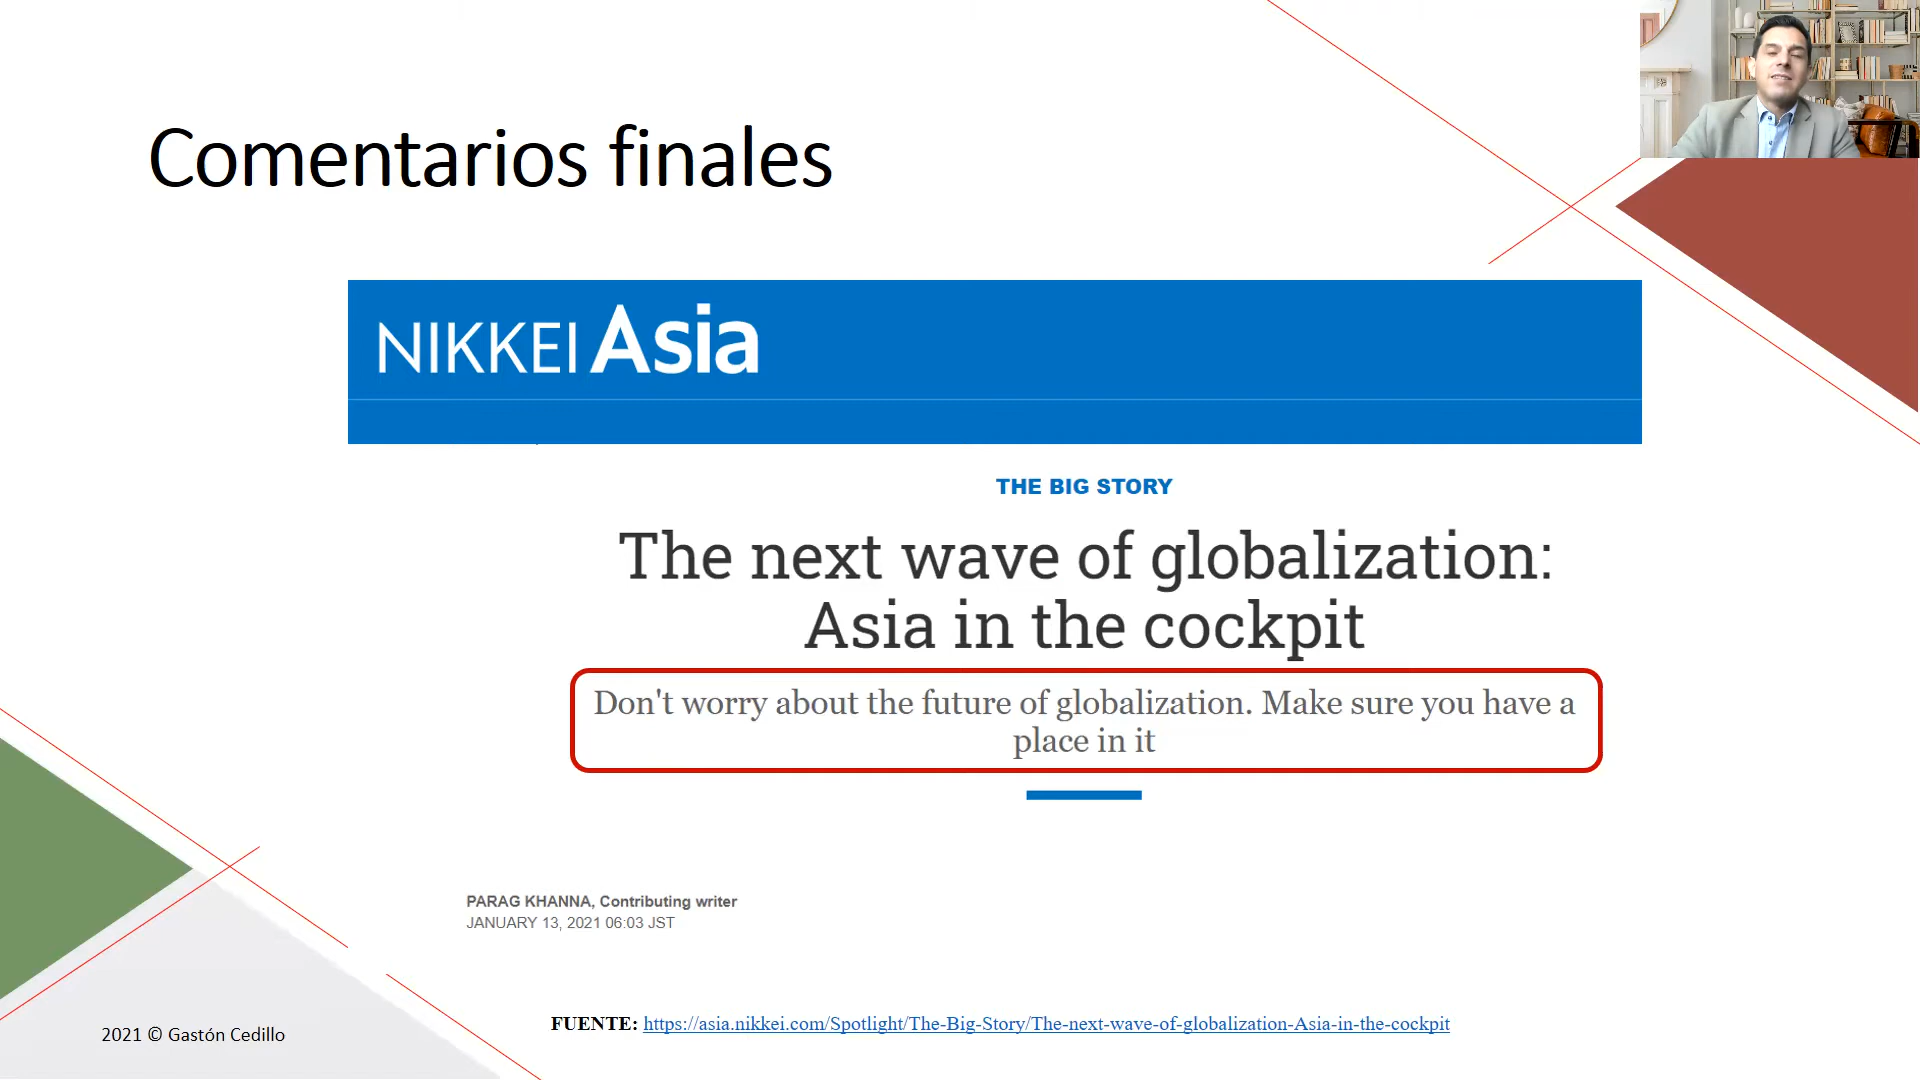 Comentarios finales
NIKKEI Asia
THE BIG STORY
The next wave of globalization:
Asia in the cockpit
Don't worry about the future of globalization. Make sure you have a
place in it
PARAG KHANNA, Contributing writer
JANUARY 13, 2021 06:03 JST
FUENTE: https://asia.nikkei.com/Spotlight/The-Big-Story/The-next-wave-of-globalization-Asia-in-the-cockpit
2021 © Gastón Cedillo